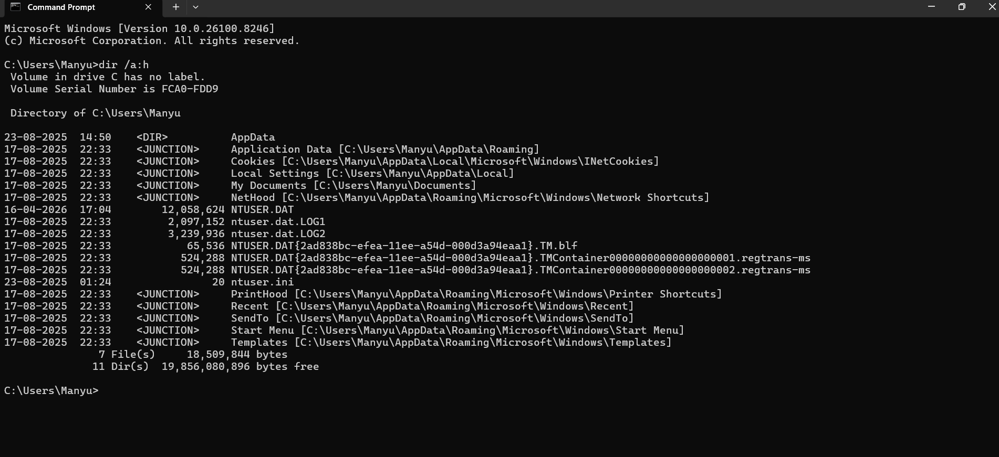 Command Prompt
Microsoft Windows [Version 10.0.26100.8246]
(c) Microsoft Corporation. All rights reserved.
C:\Users\Manyu>dir /a:h
 Volume in drive C has no label.
 Volume Serial Number is FCA0-FDD9
 Directory of C:\Users\Manyu
23-08-2025  14:50    <DIR>          AppData
17-08-2025  22:33    <JUNCTION>     Application Data [C:\Users\Manyu\AppData\Roaming]
17-08-2025  22:33    <JUNCTION>     Cookies [C:\Users\Manyu\AppData\Local\Microsoft\Windows\INetCookies]
17-08-2025  22:33    <JUNCTION>     Local Settings [C:\Users\Manyu\AppData\Local]
17-08-2025  22:33    <JUNCTION>     My Documents [C:\Users\Manyu\Documents]
17-08-2025  22:33    <JUNCTION>     NetHood [C:\Users\Manyu\AppData\Roaming\Microsoft\Windows\Network Shortcuts]
16-04-2026  17:04        12,058,624 NTUSER.DAT
17-08-2025  22:33         2,097,152 ntuser.dat.LOG1
17-08-2025  22:33         3,239,936 ntuser.dat.LOG2
17-08-2025  22:33            65,536 NTUSER.DAT{2ad838bc-efea-11ee-a54d-000d3a94eaa1}.TM.blf
17-08-2025  22:33           524,288 NTUSER.DAT{2ad838bc-efea-11ee-a54d-000d3a94eaa1}.TMContainer00000000000000000001.regtrans-ms
17-08-2025  22:33           524,288 NTUSER.DAT{2ad838bc-efea-11ee-a54d-000d3a94eaa1}.TMContainer00000000000000000002.regtrans-ms
23-08-2025  01:24                20 ntuser.ini
17-08-2025  22:33    <JUNCTION>     PrintHood [C:\Users\Manyu\AppData\Roaming\Microsoft\Windows\Printer Shortcuts]
17-08-2025  22:33    <JUNCTION>     Recent [C:\Users\Manyu\AppData\Roaming\Microsoft\Windows\Recent]
17-08-2025  22:33    <JUNCTION>     SendTo [C:\Users\Manyu\AppData\Roaming\Microsoft\Windows\SendTo]
17-08-2025  22:33    <JUNCTION>     Start Menu [C:\Users\Manyu\AppData\Roaming\Microsoft\Windows\Start Menu]
17-08-2025  22:33    <JUNCTION>     Templates [C:\Users\Manyu\AppData\Roaming\Microsoft\Windows\Templates]
               7 File(s)     18,509,844 bytes
              11 Dir(s)  19,856,080,896 bytes free
C:\Users\Manyu>